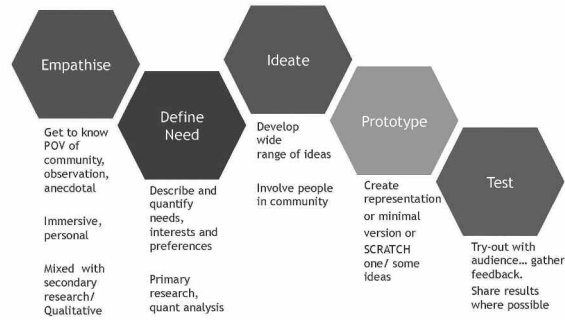 Empathise
Get to know
POV of
community,
observation,
anecdotal
Immersive,
personal
Mixed with
secondary
research/
Qualitative
Define
Need
Describe and
quantify
needs,
interests and
preferences
Primary
research,
quant analysis
Ideate
Develop
wide
range of ideas
Involve people
in community
Prototype
Create
representation
or minimal
version or
SCRATCH
one/ some
ideas
Test
Try-out with
audience... gather
feedback.
Share results
where possible